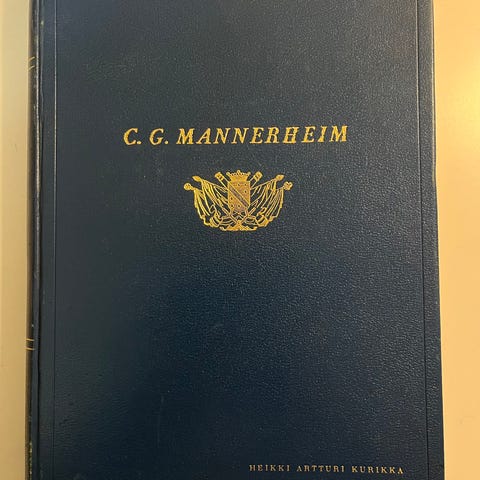 C. G. MANNERHEIM
HEIKKI ARTTURI KURIKKA